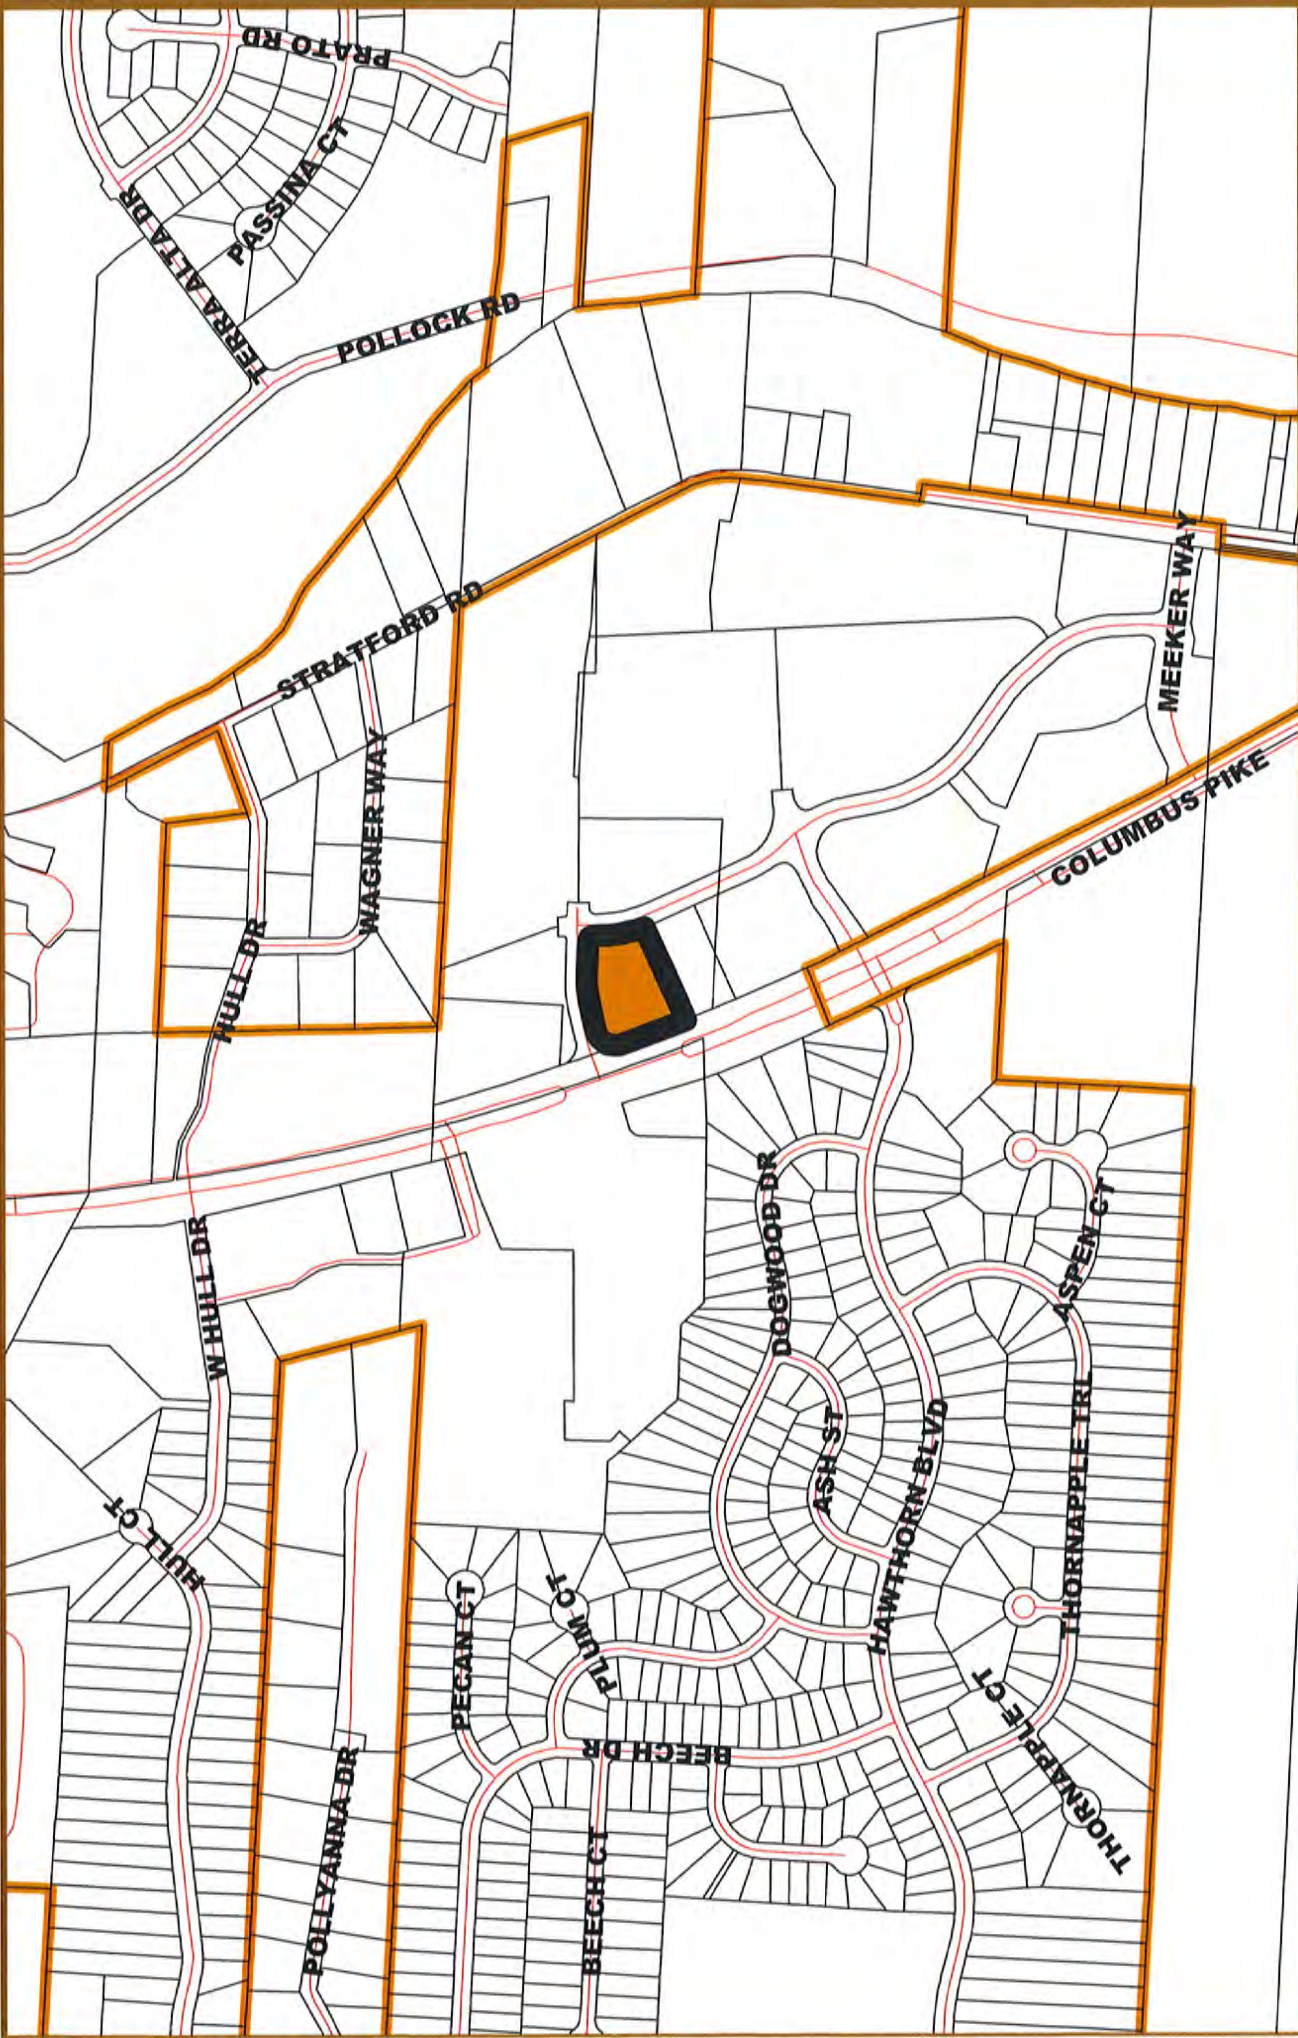 PRATO RD
PASSINA CT
TERRA ALTA DR
POLLOCK RD
STRATFORD RD
MEEKER WAY
WAGNER WAY
COLUMBUS PIKE
HULL DR
DOGWOOD DR
ASPEN CT
W HULL DR
ASH ST
HAWTHORN BLVD
THORNAPPLE TRL
HULL CT
PECAN CT
PLUM CT
THORNAPPLE CT
BEECH DR
POLLYANNA DR
BEECH CT